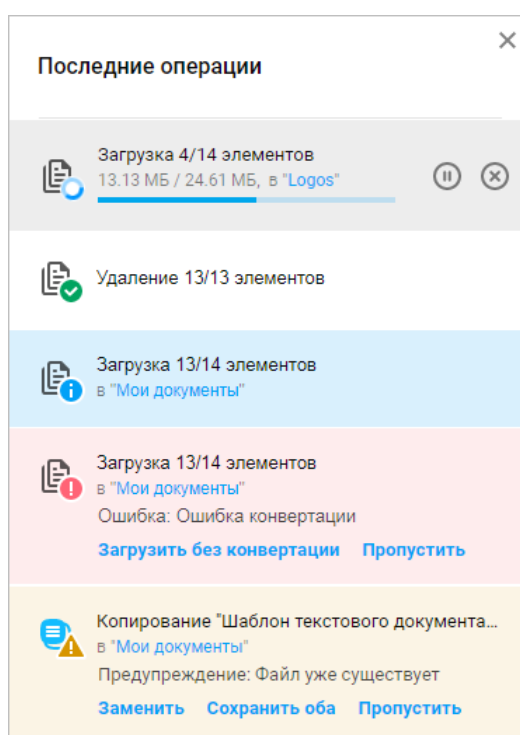 Последние операции
Загрузка 4/14 элементов
13.13 МБ / 24.61 МБ, в "Logos"
Удаление 13/13 элементов
Загрузка 13/14 элементов
в "Мои документы"
Загрузка 13/14 элементов
в "Мои документы"
Ошибка: Ошибка конвертации
Загрузить без конвертации Пропустить
Копирование "Шаблон текстового документа...
в "Мои документы"
Предупреждение: Файл уже существует
Заменить Сохранить оба Пропустить